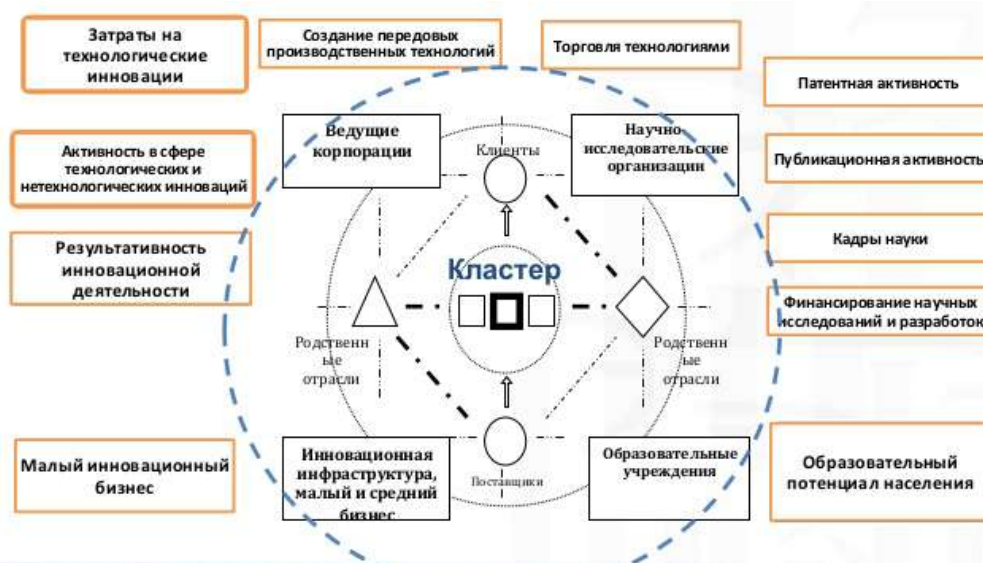 Затраты на
технологические
инновации
Создание передовых
производственных технологий
Торговля технологиями
Патентная активность
Активность в сфере
технологических и
нетехнологических инноваций
Ведущие
корпорации
Клиенты
Научно-
исследовательские
организации
Публикационная активность
Результативность
инновационной
деятельности
Кластер
Кадры науки
Финансирование научных
исследований и разработок
Родственн
ые
отрасли
Родственн
ые
отрасли
Малый инновационный
бизнес
Инновационная
инфраструктура,
малый и средний
бизнес
Поставщики
Образовательные
учреждения
Образовательный
потенциал населения